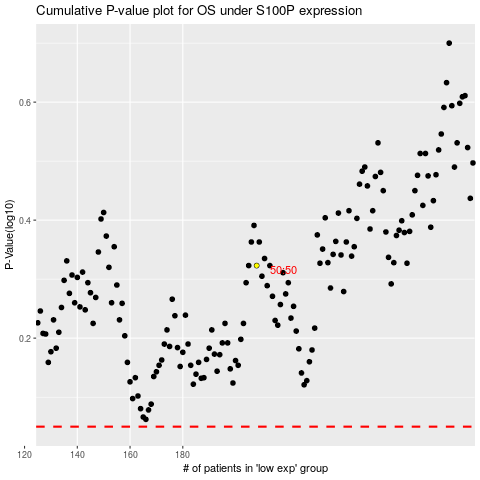 Cumulative P-value plot for OS under S100P expression
P-Value(log10)
0.6
0.4
0.2
50:50
120 140 160 180
# of patients in 'low exp' group